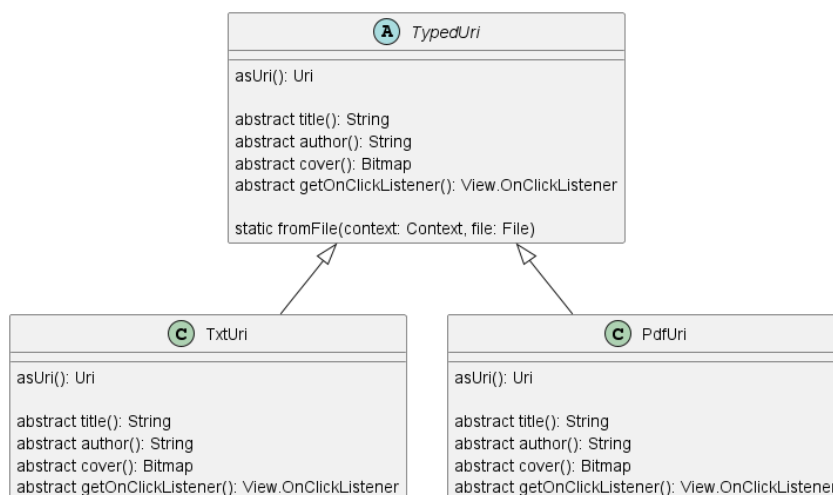 A TypedUri
asUri(): Uri
abstract title(): String
abstract author(): String
abstract cover(): Bitmap
abstract getOnClickListener(): View.OnClickListener
static fromFile(context: Context, file: File)
C TxtUri
asUri(): Uri
abstract title(): String
abstract author(): String
abstract cover(): Bitmap
abstract getOnClickListener(): View.OnClickListener
C PdfUri
asUri(): Uri
abstract title(): String
abstract author(): String
abstract cover(): Bitmap
abstract getOnClickListener(): View.OnClickListener